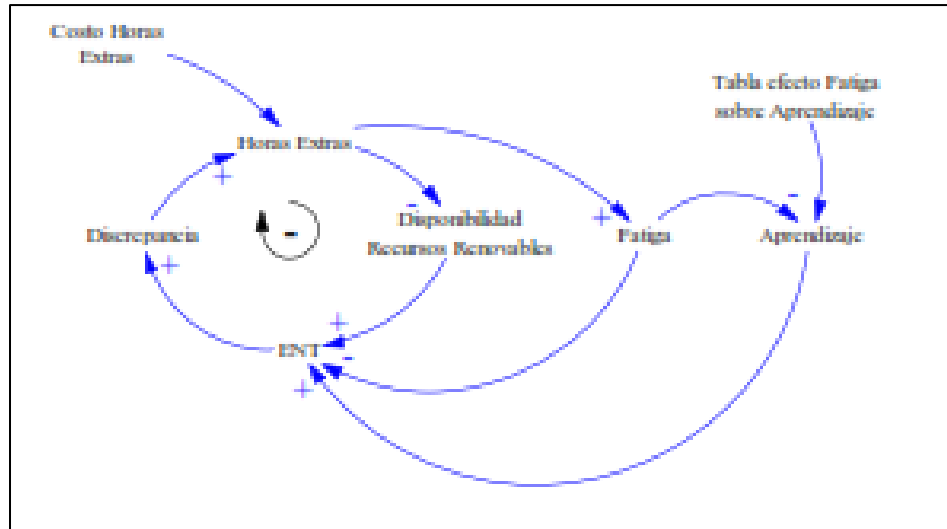 Costo Horas
Extras
Tabla efecto Fatiga
sobre Aprendizaje
Horas Extras
+
-
-
Disponibilidad
Recursos Renovables
+
Fatiga
-
Aprendizaje
Discrepancia
+
-
+
ENT
-
+